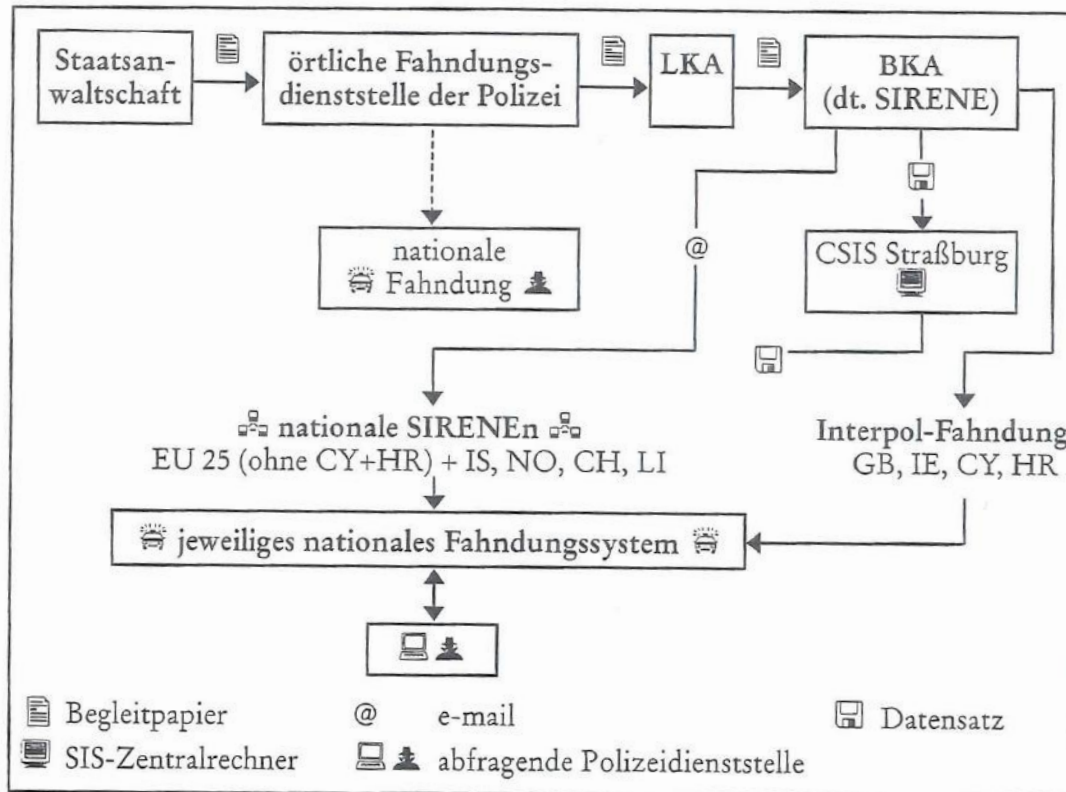 Staatsan-
waltschaft
örtliche Fahndungs-
dienststelle der Polizei
LKA
BKA
(dt. SIRENE)
nationale
Fahndung
@
CSIS Straßburg
nationale SIRENEn
EU 25 (ohne CY+HR) + IS, NO, CH, LI
Interpol-Fahndung
GB, IE, CY, HR
jeweiliges nationales Fahndungssystem
Begleitpapier
@ e-mail
Datensatz
SIS-Zentralrechner
abfragende Polizeidienststelle